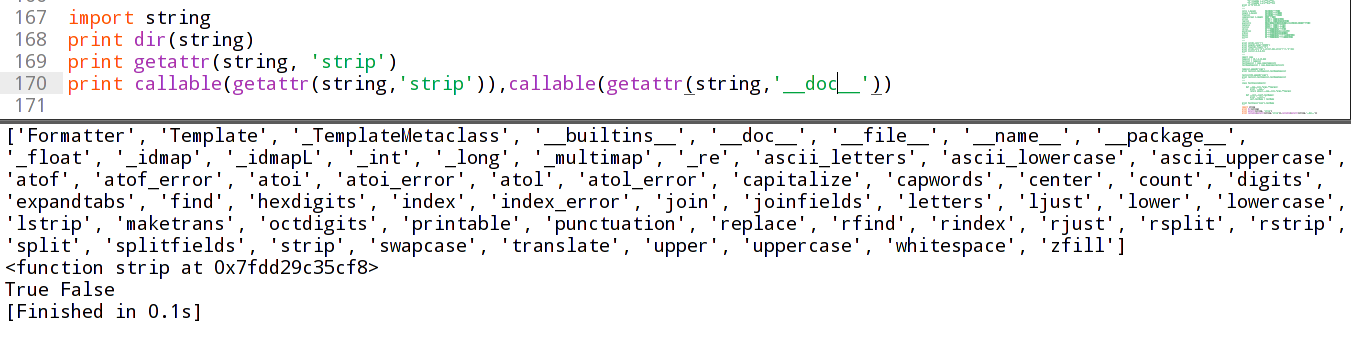 167 import string
168 print dir(string)
169 print getattr(string, 'strip')
170 print callable(getattr(string,'strip')),callable(getattr(string,'__doc__'))
171
['Formatter', 'Template', '_TemplateMetaclass', '__builtins__', '__doc__', '__file__', '__name__', '__package__',
'_float', '_idmap', '_idmapL', '_int', '_long', '_multimap', '_re', 'ascii_letters', 'ascii_lowercase', 'ascii_uppercase',
'atof', 'atof_error', 'atoi', 'atoi_error', 'atol', 'atol_error', 'capitalize', 'capwords', 'center', 'count', 'digits',
'expandtabs', 'find', 'hexdigits', 'index', 'index_error', 'join', 'joinfields', 'letters', 'ljust', 'lower', 'lowercase',
'lstrip', 'maketrans', 'octdigits', 'printable', 'punctuation', 'replace', 'rfind', 'rindex', 'rjust', 'rsplit', 'rstrip',
'split', 'splitfields', 'strip', 'swapcase', 'translate', 'upper', 'uppercase', 'whitespace', 'zfill']
<function strip at 0x7fdd29c35cf8>
True False
[Finished in 0.1s]